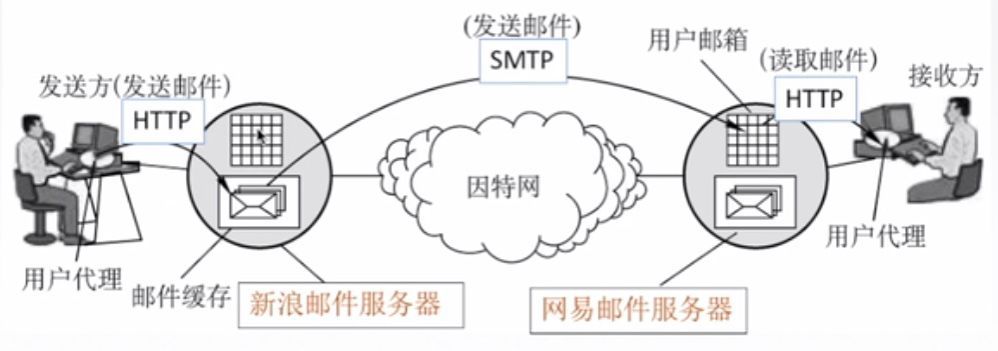 (发送邮件)
SMTP
用户邮箱
(读取邮件)
HTTP
接收方
发送方(发送邮件)
HTTP
因特网
用户代理
邮件缓存
新浪邮件服务器
网易邮件服务器
用户代理